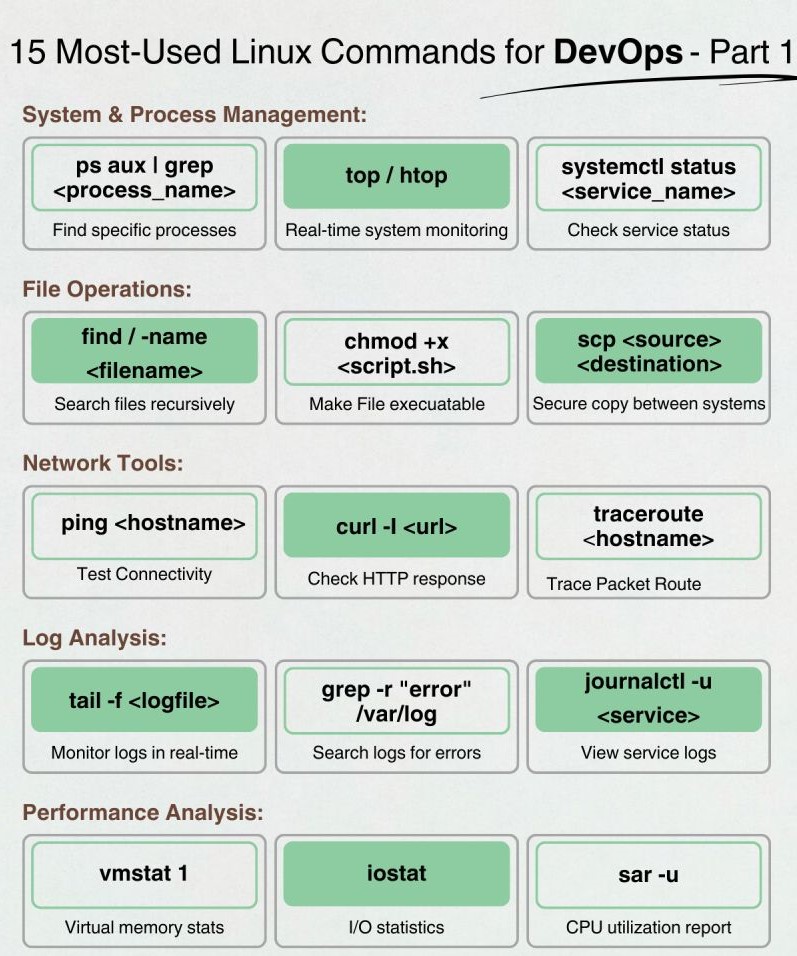 15 Most-Used Linux Commands for DevOps - Part 1
System & Process Management:
ps aux | grep
<process_name>
Find specific processes
top / htop
Real-time system monitoring
systemctl status
<service_name>
Check service status
File Operations:
find / -name
<filename>
Search files recursively
chmod +x
<script.sh>
Make File execuatable
scp <source>
<destination>
Secure copy between systems
Network Tools:
ping <hostname>
Test Connectivity
curl -I <url>
Check HTTP response
traceroute
<hostname>
Trace Packet Route
Log Analysis:
tail -f <logfile>
Monitor logs in real-time
grep -r "error"
/var/log
Search logs for errors
journalctl -u
<service>
View service logs
Performance Analysis:
vmstat 1
Virtual memory stats
iostat
I/O statistics
sar -u
CPU utilization report